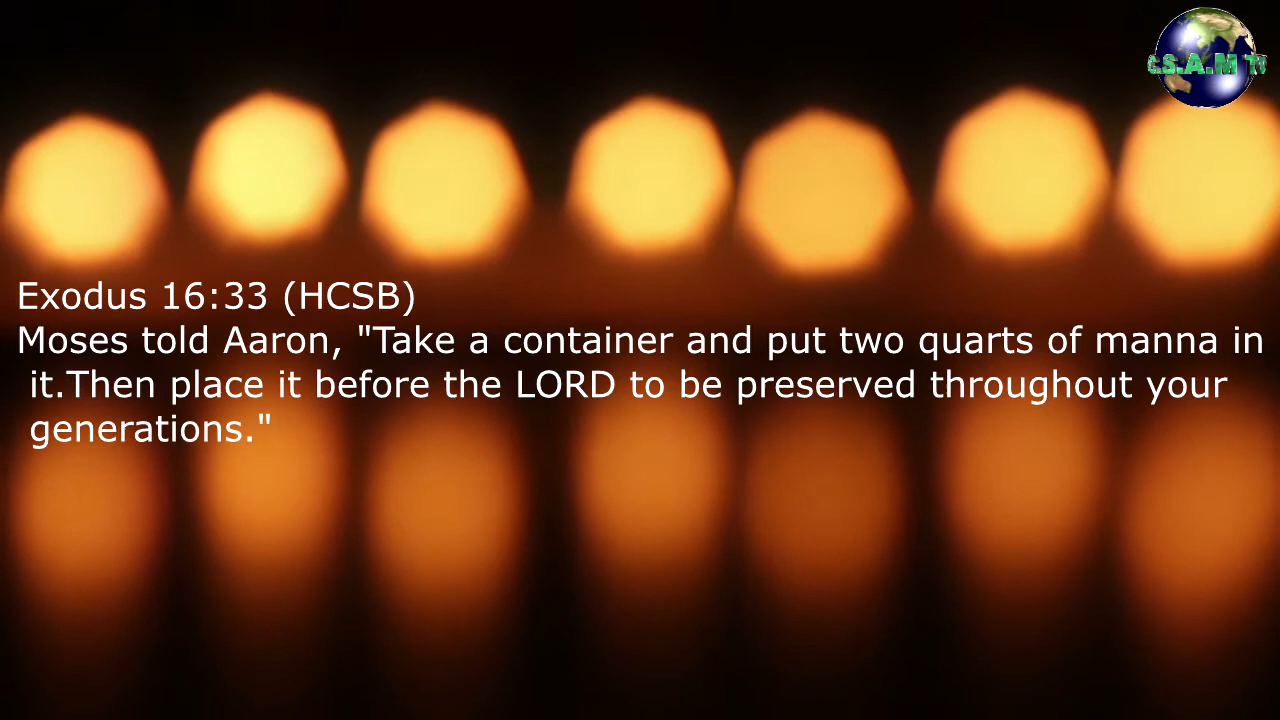 C.S.A.M TV
Exodus 16:33 (HCSB)
Moses told Aaron, "Take a container and put two quarts of manna in
it.Then place it before the LORD to be preserved throughout your
generations."